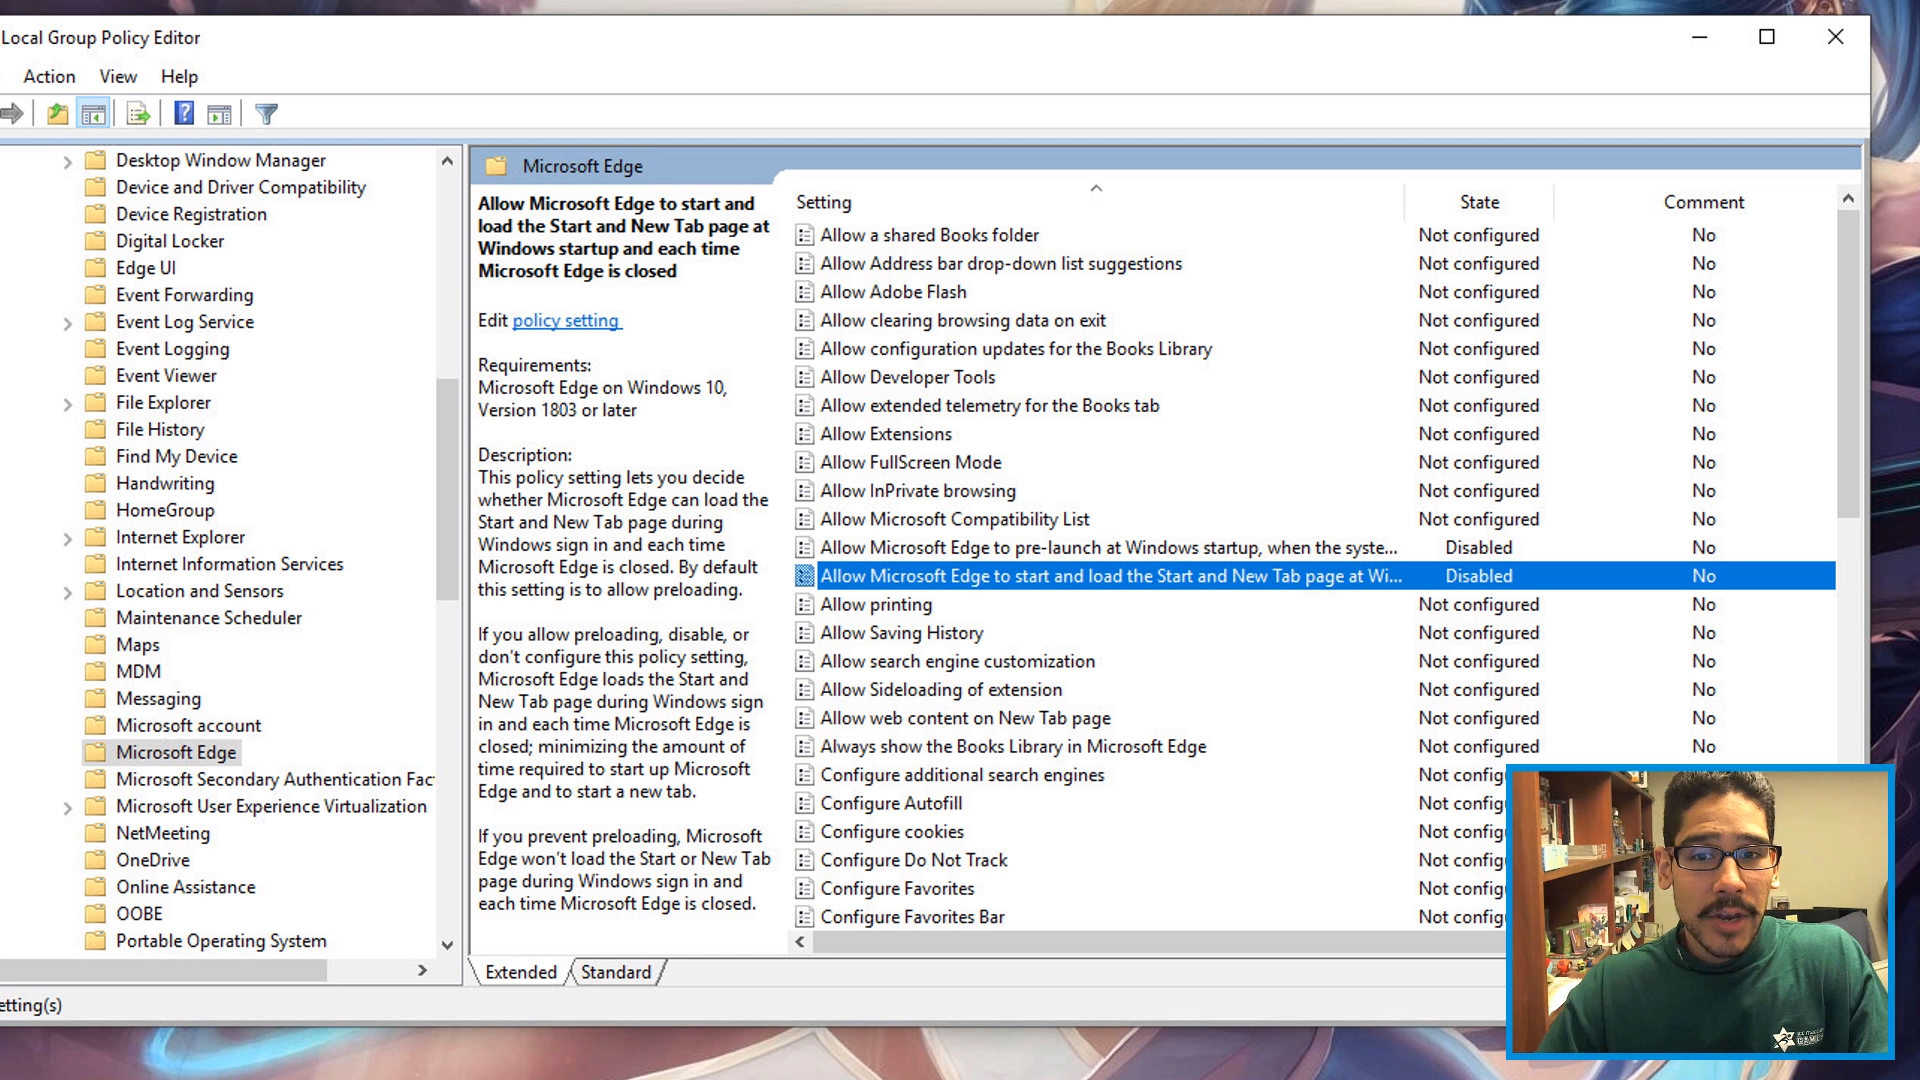 Local Group Policy Editor
Action View Help
Desktop Window Manager
Device and Driver Compatibility
Device Registration
Digital Locker
Edge UI
Event Forwarding
Event Log Service
Event Logging
Event Viewer
File Explorer
File History
Find My Device
Handwriting
HomeGroup
Internet Explorer
Internet Information Services
Location and Sensors
Maintenance Scheduler
Maps
MDM
Messaging
Microsoft account
Microsoft Edge
Microsoft Secondary Authentication Fac
Microsoft User Experience Virtualization
NetMeeting
OneDrive
Online Assistance
OOBE
Portable Operating System
Microsoft Edge
Allow Microsoft Edge to start and
load the Start and New Tab page at
Windows startup and each time
Microsoft Edge is closed
Edit policy setting
Requirements:
Microsoft Edge on Windows 10,
Version 1803 or later
Description:
This policy setting lets you decide
whether Microsoft Edge can load the
Start and New Tab page during
Windows sign in and each time
Microsoft Edge is closed. By default
this setting is to allow preloading.
If you allow preloading, disable, or
don't configure this policy setting,
Microsoft Edge loads the Start and
New Tab page during Windows sign
in and each time Microsoft Edge is
closed; minimizing the amount of
time required to start up Microsoft
Edge and to start a new tab.
If you prevent preloading, Microsoft
Edge won't load the Start or New Tab
page during Windows sign in and
each time Microsoft Edge is closed.
Setting State Comment
Allow a shared Books folder Not configured No
Allow Address bar drop-down list suggestions Not configured No
Allow Adobe Flash Not configured No
Allow clearing browsing data on exit Not configured No
Allow configuration updates for the Books Library Not configured No
Allow Developer Tools Not configured No
Allow extended telemetry for the Books tab Not configured No
Allow Extensions Not configured No
Allow FullScreen Mode Not configured No
Allow InPrivate browsing Not configured No
Allow Microsoft Compatibility List Not configured No
Allow Microsoft Edge to pre-launch at Windows startup, when the syste... Disabled No
Allow Microsoft Edge to start and load the Start and New Tab page at Wi... Disabled No
Allow printing Not configured No
Allow Saving History Not configured No
Allow search engine customization Not configured No
Allow Sideloading of extension Not configured No
Allow web content on New Tab page Not configured No
Always show the Books Library in Microsoft Edge Not configured No
Configure additional search engines Not config
Configure Autofill Not config
Configure cookies Not config
Configure Do Not Track Not config
Configure Favorites Not config
Configure Favorites Bar Not config
Extended Standard
etting(s)